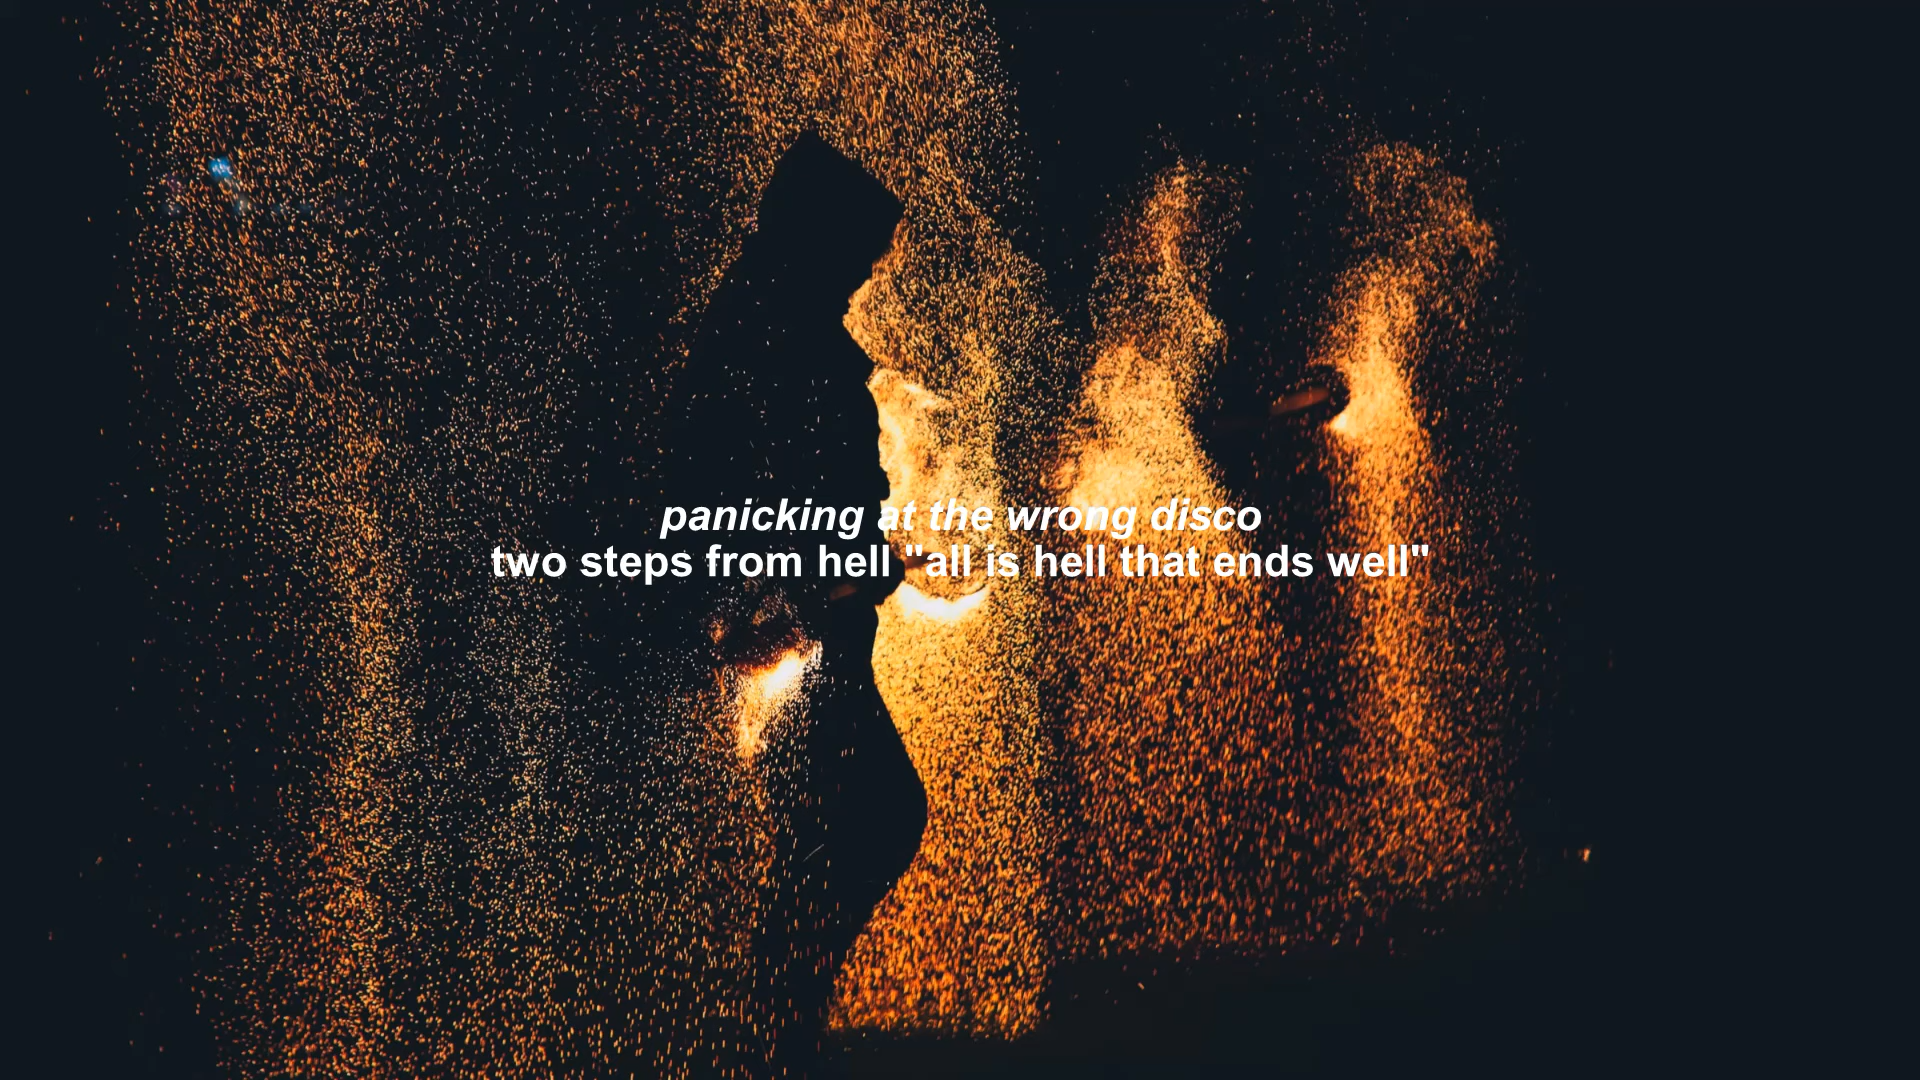 panicking at the wrong disco
two steps from hell "all is hell that ends well"